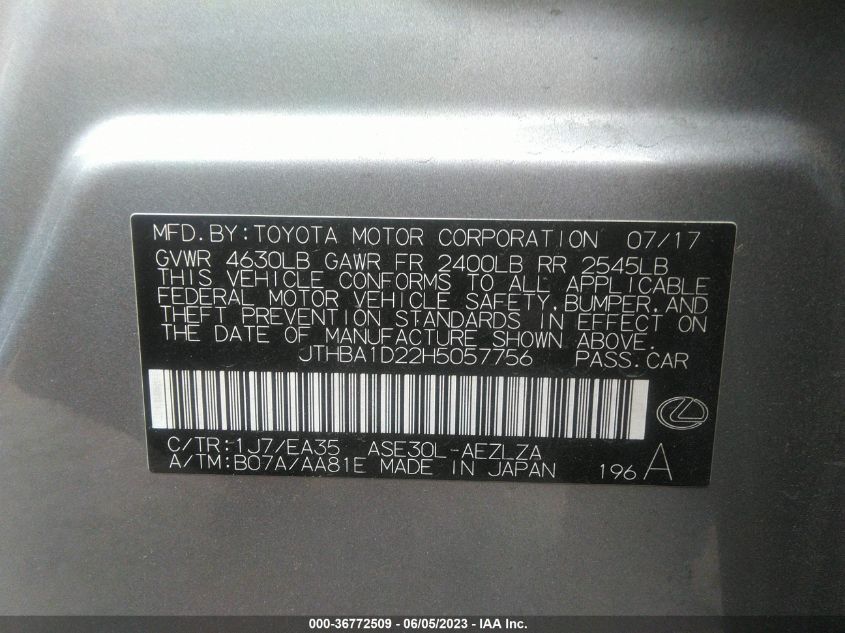 MFD.BY:TOYOTA MOTOR CORPORATION 07/17
GVWR 4630LB GAWR FR 2400LB RR 2545LB
THIS VEHICLE CONFORMS TO ALL APPLICABLE
FEDERAL MOTOR VEHICLE SAFETY,BUMPER,AND
THEFT PREVENTION STANDARDS IN EFFECT ON
THE DATE OF MANUFACTURE SHOWN ABOVE.
JTHBA1D22H5057756 PASS.CAR
C/TR:1J7/EA35 ASE30L-AEZLZA
A/TM:B07A/AA81E MADE IN JAPAN 196 A
000-36772509 - 06/05/2023 - IAA Inc.